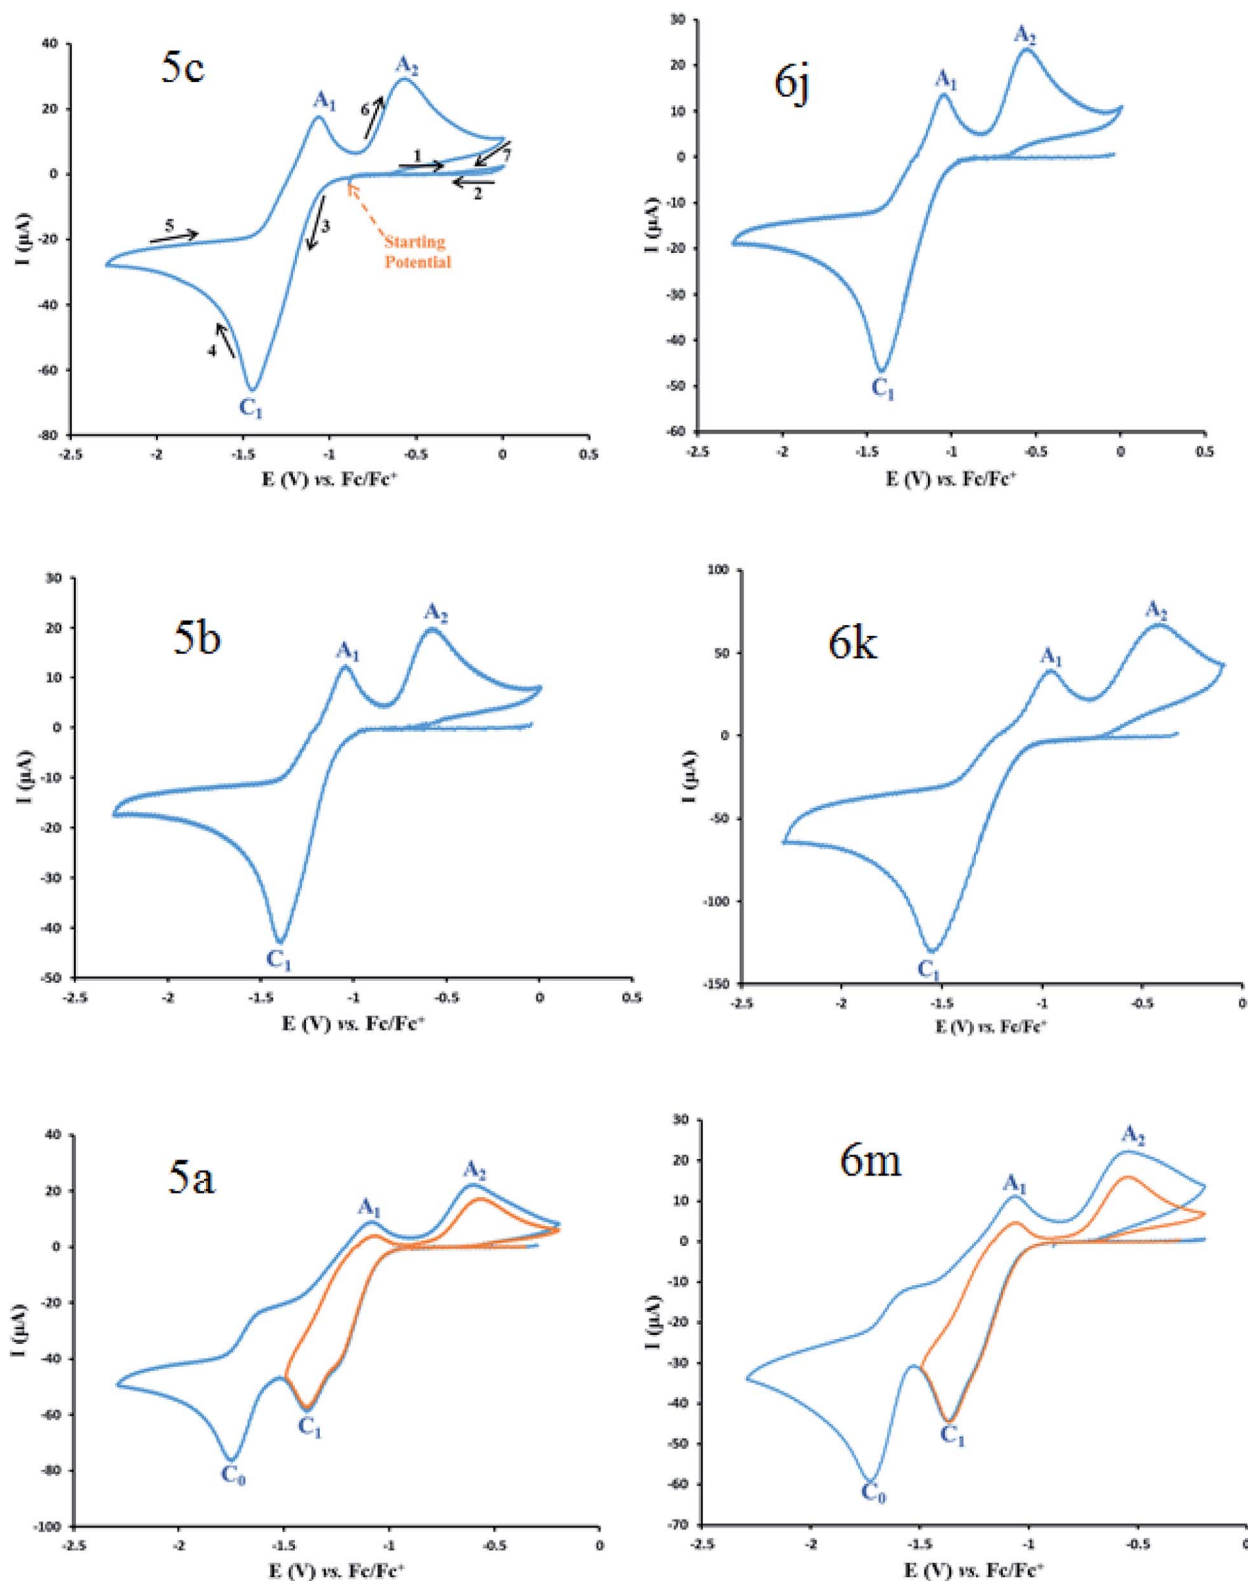 5c
A₁
A₂
6
1
7
2
3
5
4
Starting
Potential
C₁
I (µA)
40
20
0
-20
-40
-60
-80
-2.5 -2 -1.5 -1 -0.5 0 0.5
E (V) vs. Fc/Fc⁺
6j
A₁
A₂
C₁
I (µA)
30
20
10
0
-10
-20
-30
-40
-50
-60
-2.5 -2 -1.5 -1 -0.5 0 0.5
E (V) vs. Fc/Fc⁺
5b
A₁
A₂
C₁
I (µA)
30
20
10
0
-10
-20
-30
-40
-50
-2.5 -2 -1.5 -1 -0.5 0 0.5
E (V) vs. Fc/Fc⁺
6k
A₁
A₂
C₁
I (µA)
100
50
0
-50
-100
-150
-2.5 -2 -1.5 -1 -0.5 0
E (V) vs. Fc/Fc⁺
5a
A₁
A₂
C₁
C₀
I (µA)
40
20
0
-20
-40
-60
-80
-100
-2.5 -2 -1.5 -1 -0.5 0
E (V) vs. Fc/Fc⁺
6m
A₁
A₂
C₁
C₀
I (µA)
30
20
10
0
-10
-20
-30
-40
-50
-60
-70
-2.5 -2 -1.5 -1 -0.5 0
E (V) vs. Fc/Fc⁺